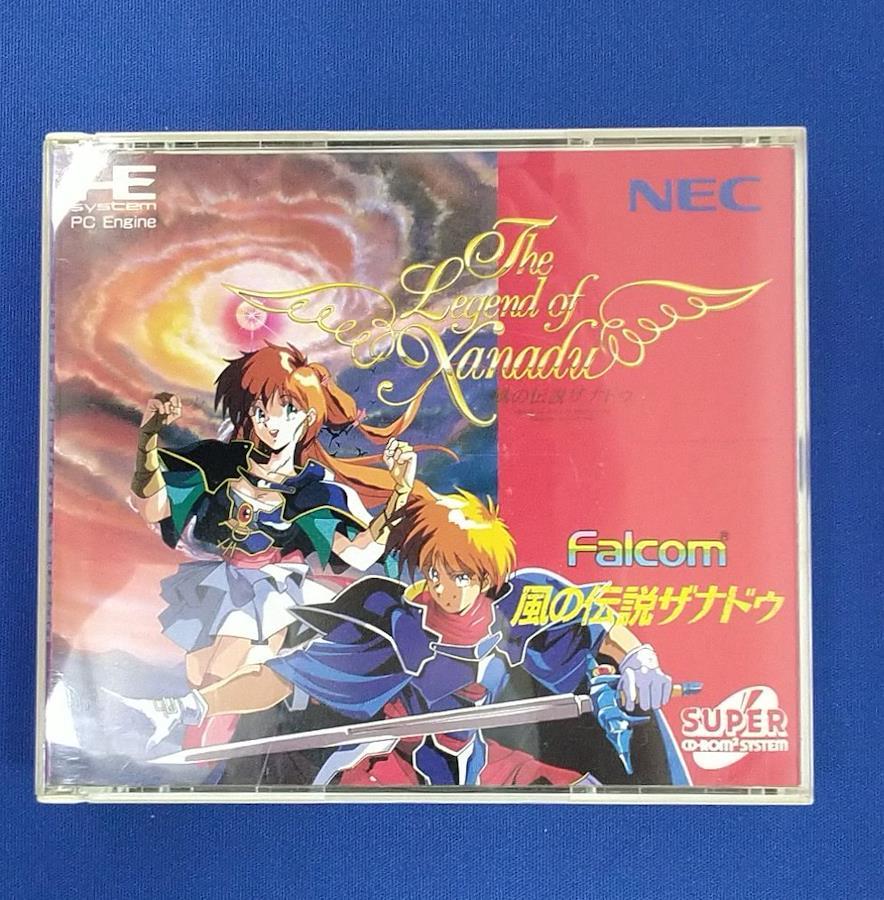 PE
system
PC Engine
NEC
The
Legend of
Xanadu
風の伝説ザナドゥ
Falcom
風の伝説ザナドゥ
SUPER
CD-ROM² SYSTEM